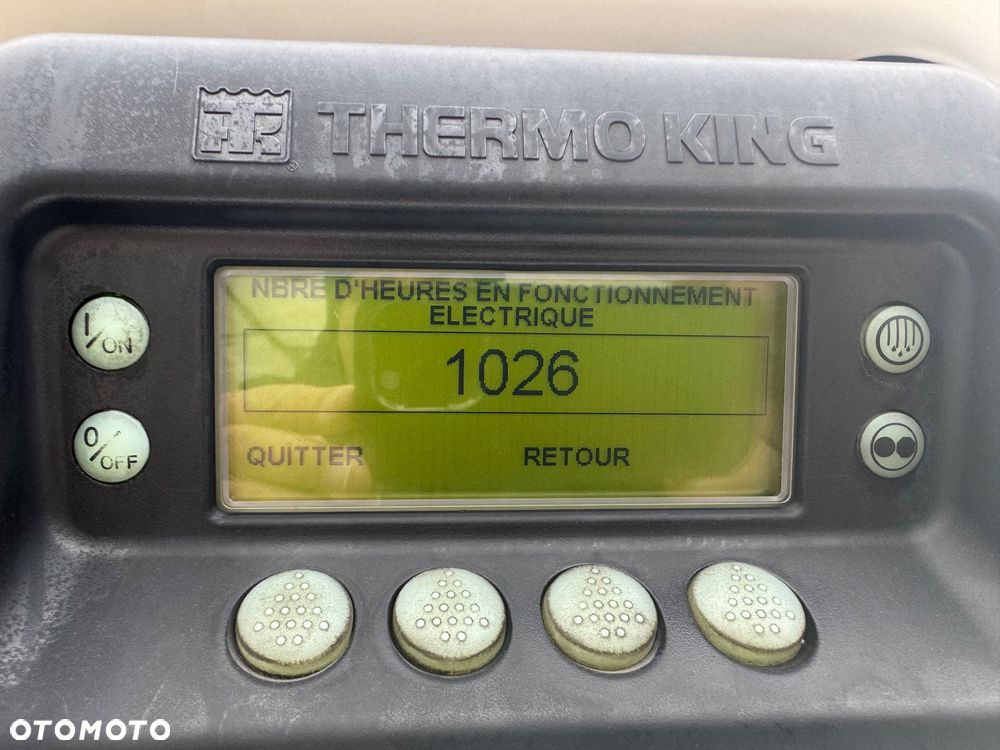 THERMO KING
®
NBRE D'HEURES EN FONCTIONNEMENT
ELECTRIQUE
I/ON
1026
0/OFF
QUITTER RETOUR
OTOMOTO